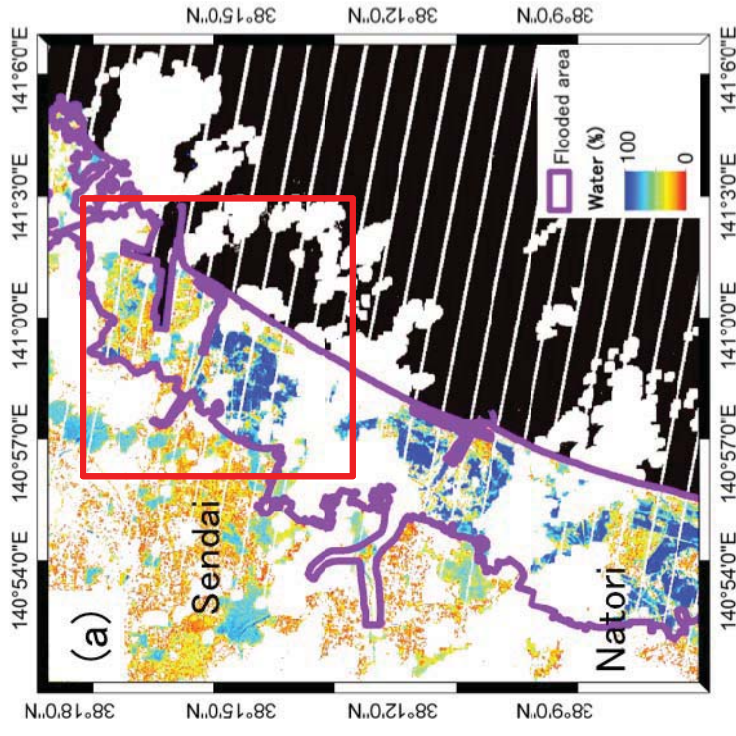 38°15'0"N 38°12'0"N 38°9'0"N
141°6'0"E
141°3'0"E
141°0'0"E
140°57'0"E
140°54'0"E
(a)
Sendai
Natori
Flooded area
Water (%)
100
0
141°6'0"E
141°3'0"E
141°0'0"E
140°57'0"E
140°54'0"E
38°18'0"N 38°15'0"N 38°12'0"N 38°9'0"N